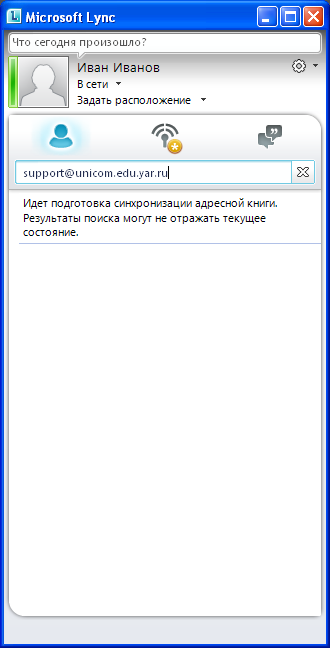 Microsoft Lync
Что сегодня произошло?
Иван Иванов
В сети
Задать расположение
support@unicom.edu.yar.ru
Идет подготовка синхронизации адресной книги.
Результаты поиска могут не отражать текущее
состояние.